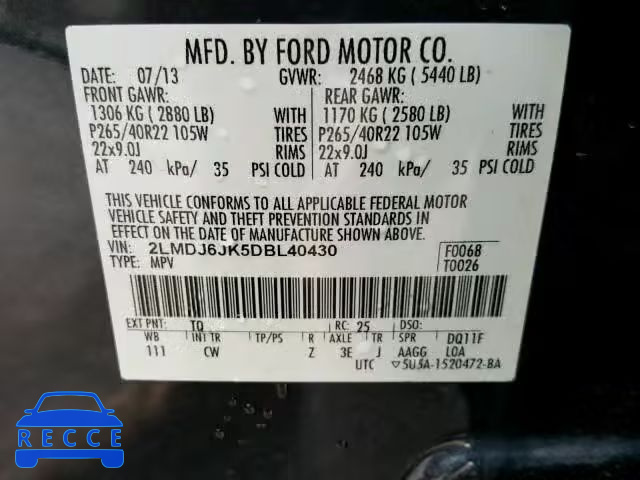 MFD. BY FORD MOTOR CO.
DATE: 07/13 GVWR: 2468 KG ( 5440 LB)
FRONT GAWR: REAR GAWR:
1306 KG ( 2880 LB) WITH 1170 KG ( 2580 LB) WITH
P265/40R22 105W TIRES P265/40R22 105W TIRES
22x9.0J RIMS 22x9.0J RIMS
AT 240 kPa/ 35 PSI COLD AT 240 kPa/ 35 PSI COLD
THIS VEHICLE CONFORMS TO ALL APPLICABLE FEDERAL MOTOR
VEHICLE SAFETY AND THEFT PREVENTION STANDARDS IN
EFFECT ON THE DATE OF MANUFACTURE SHOWN ABOVE.
VIN: 2LMDJ6JK5DBL40430 F0068
TYPE: MPV T0026
EXT PNT: TQ RC: 25 DSO:
WB INT TR TP/PS R AXLE TR SPR DQ11F
111 CW Z 3E J AAGG LOA
UTC ▽5U5A-1520472-BA
RECCE